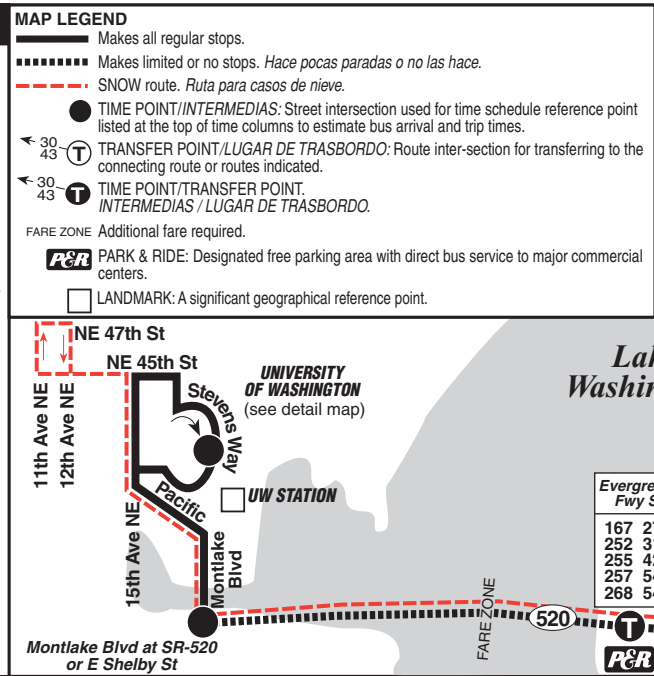 MAP LEGEND
Makes all regular stops.
Makes limited or no stops. Hace pocas paradas o no las hace.
SNOW route. Ruta para casos de nieve.
TIME POINT/INTERMEDIAS: Street intersection used for time schedule reference point
listed at the top of time columns to estimate bus arrival and trip times.
30
43
T
TRANSFER POINT/LUGAR DE TRASBORDO: Route inter-section for transferring to the
connecting route or routes indicated.
30
43
T
TIME POINT/TRANSFER POINT.
INTERMEDIAS / LUGAR DE TRASBORDO.
FARE ZONE Additional fare required.
P&R PARK & RIDE: Designated free parking area with direct bus service to major commercial
centers.
LANDMARK: A significant geographical reference point.
NE 47th St
NE 45th St
11th Ave NE
12th Ave NE
15th Ave NE
Stevens Way
UNIVERSITY
OF WASHINGTON
(see detail map)
UW STATION
Pacific
Montlake
Blvd
Montlake Blvd at SR-520
or E Shelby St
FARE ZONE
520
T
P&R
167
252
255
257
268